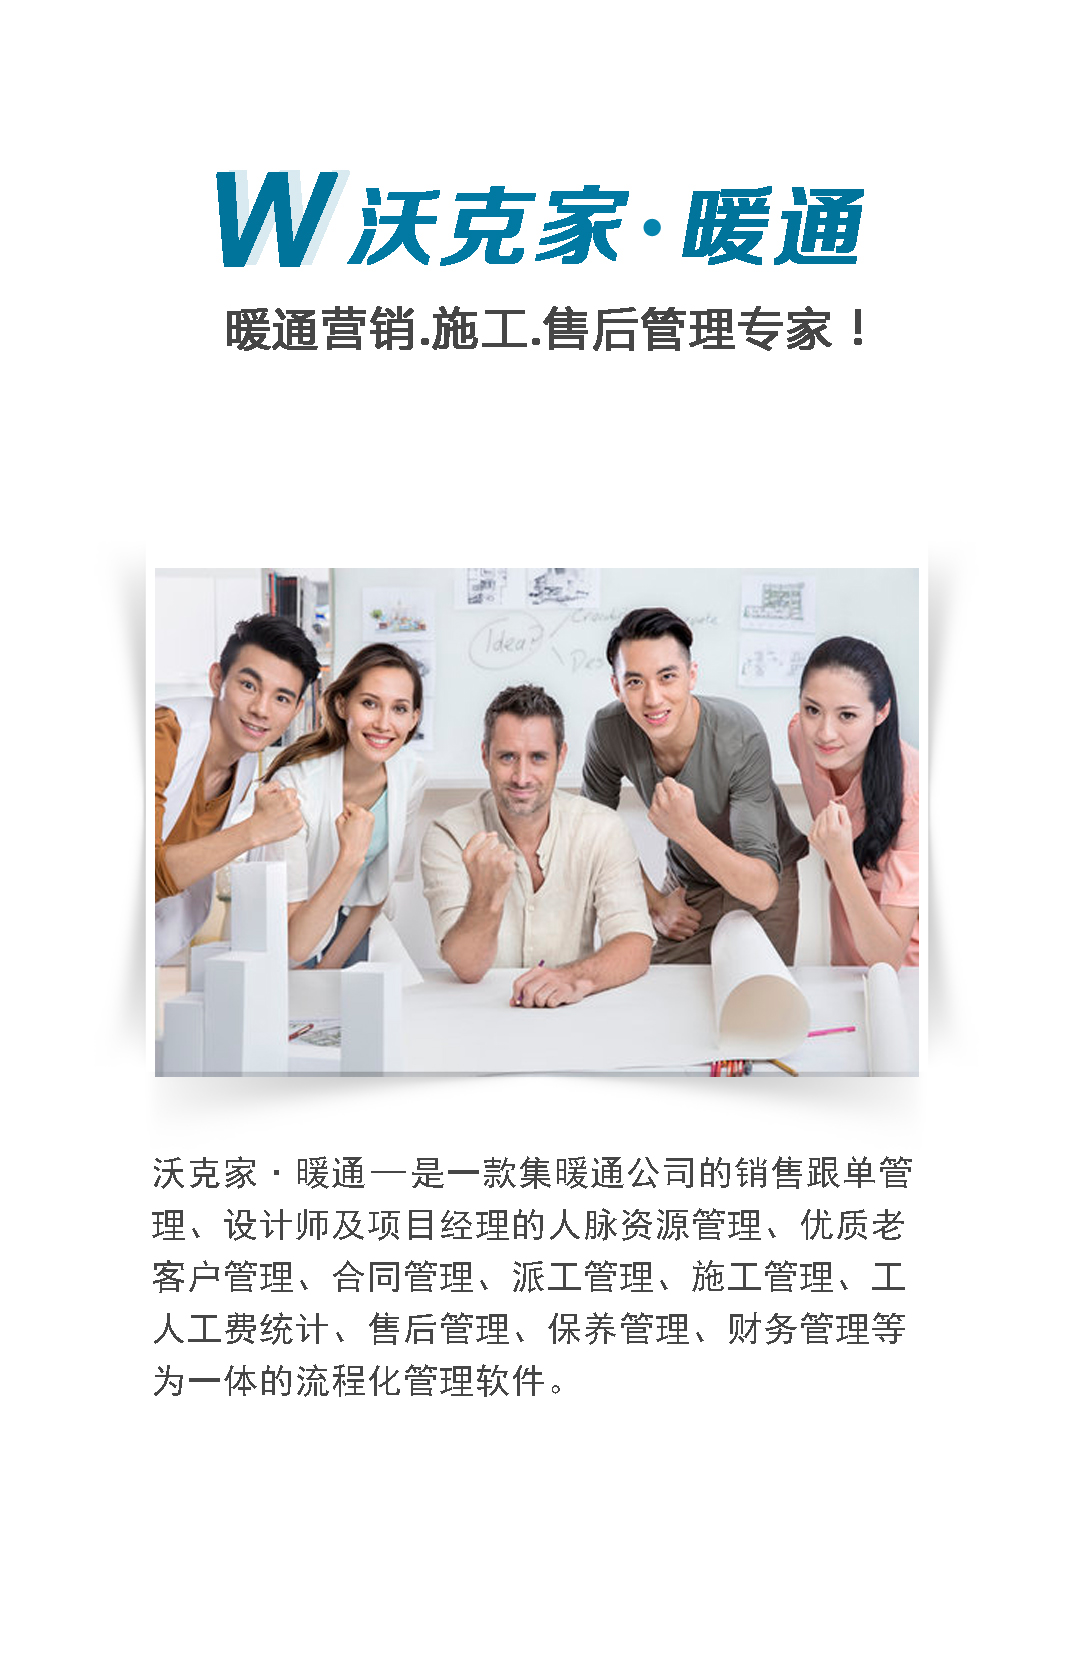 W 沃克家·暖通
暖通营销.施工.售后管理专家！
Idea?
沃克家·暖通—是一款集暖通公司的销售跟单管
理、设计师及项目经理的人脉资源管理、优质老
客户管理、合同管理、派工管理、施工管理、工
人工费统计、售后管理、保养管理、财务管理等
为一体的流程化管理软件。